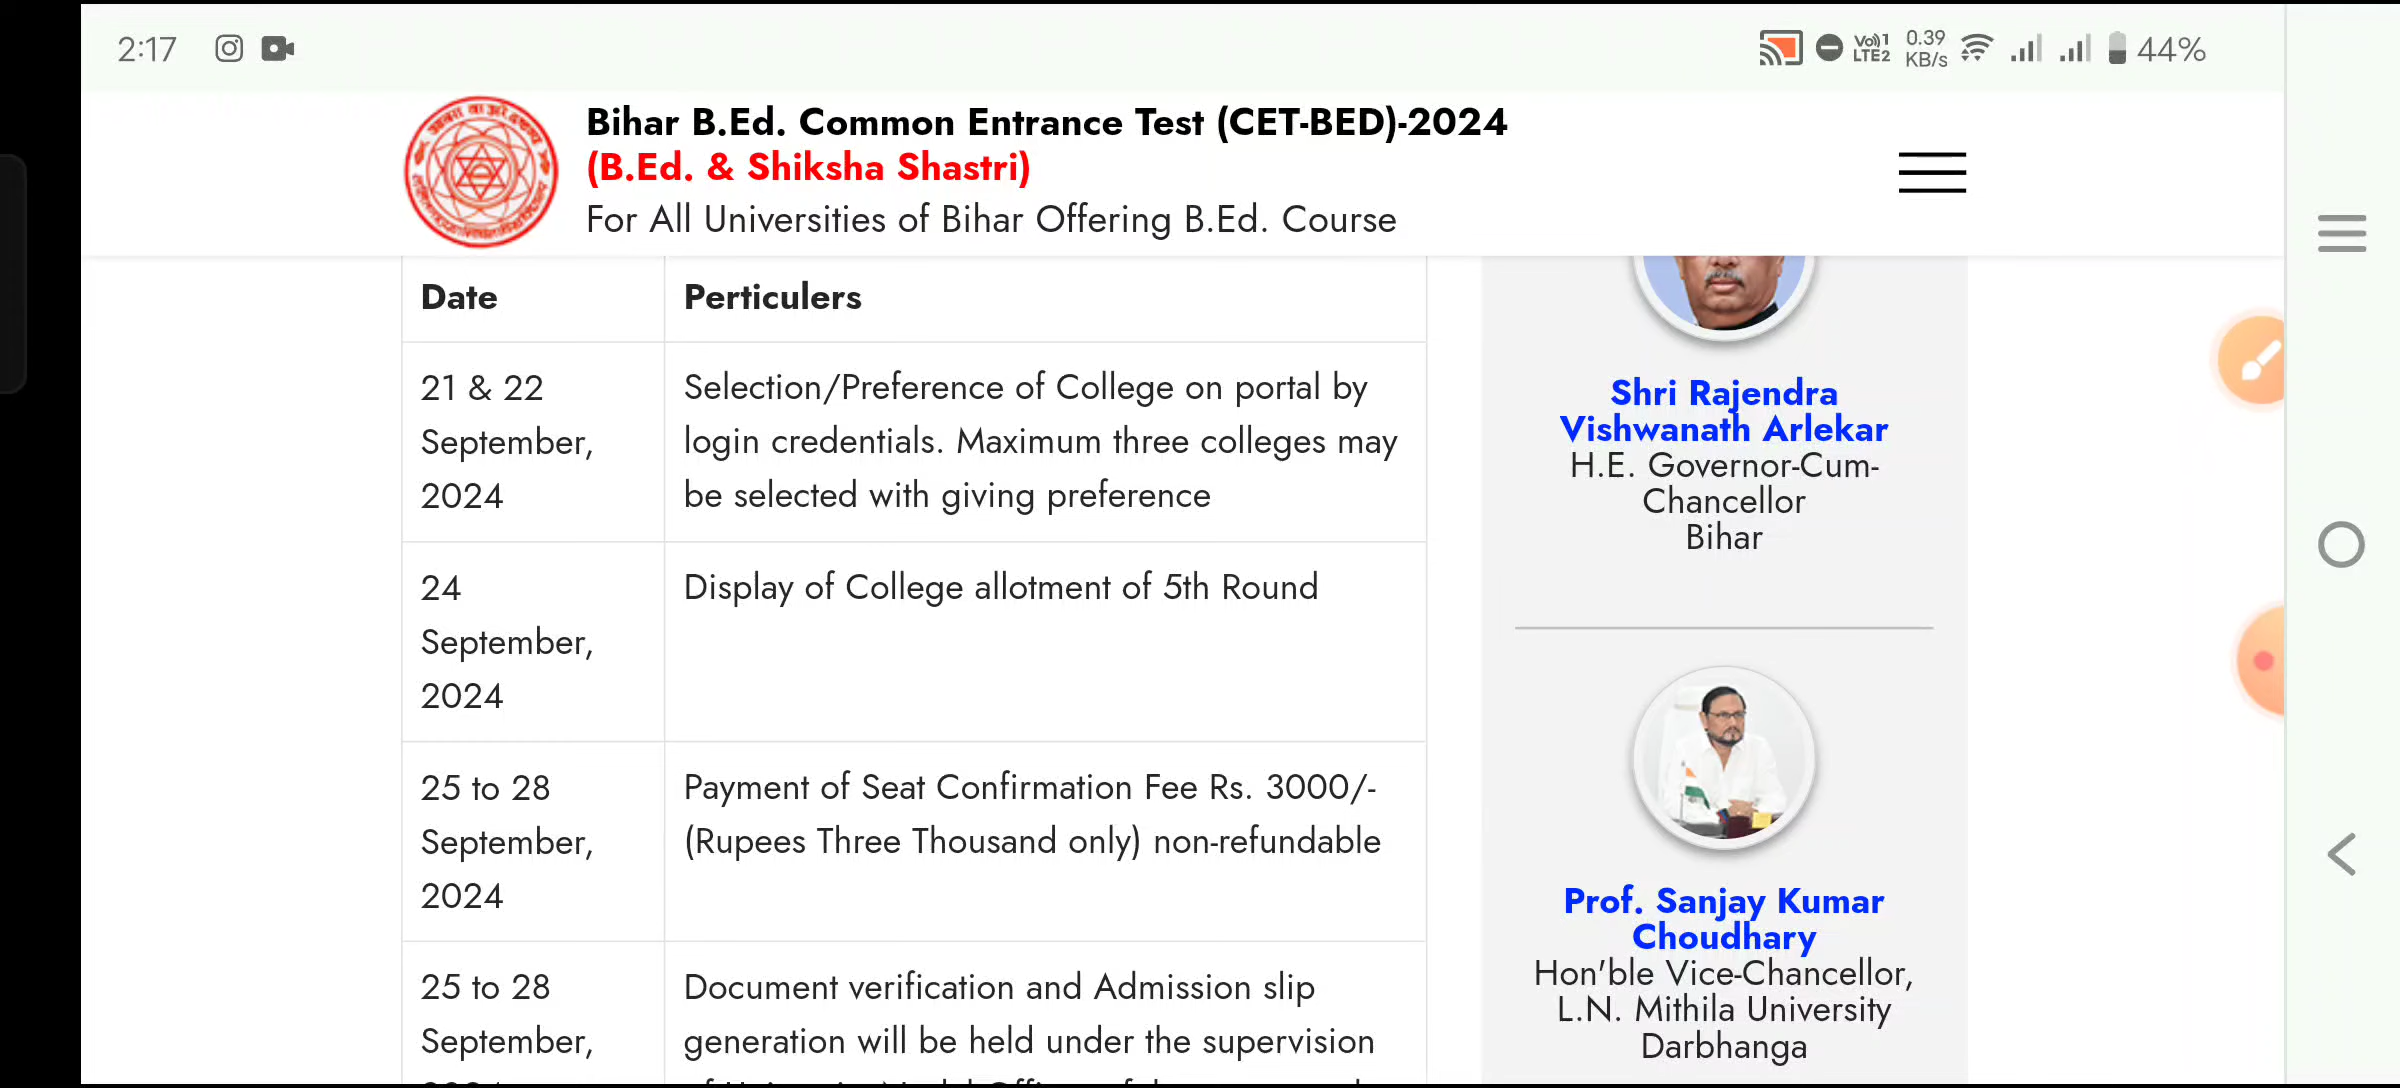 2:17
Vo)) 1
LTE2
0.39
KB/s
44%
Bihar B.Ed. Common Entrance Test (CET-BED)-2024
(B.Ed. & Shiksha Shastri)
For All Universities of Bihar Offering B.Ed. Course
Date
Perticulers
21 & 22
September,
2024
Selection/Preference of College on portal by
login credentials. Maximum three colleges may
be selected with giving preference
24
September,
2024
Display of College allotment of 5th Round
25 to 28
September,
2024
Payment of Seat Confirmation Fee Rs. 3000/-
(Rupees Three Thousand only) non-refundable
25 to 28
September,
Document verification and Admission slip
generation will be held under the supervision
Shri Rajendra
Vishwanath Arlekar
H.E. Governor-Cum-
Chancellor
Bihar
Prof. Sanjay Kumar
Choudhary
Hon'ble Vice-Chancellor,
L.N. Mithila University
Darbhanga